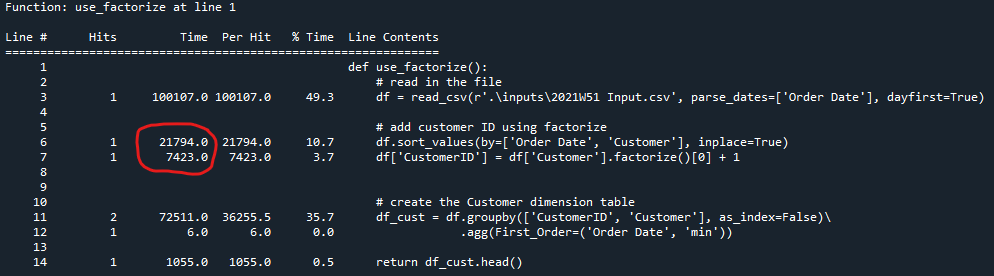 Function: use_factorize at line 1
Line #      Hits         Time  Per Hit   % Time  Line Contents
==============================================================
     1                                           def use_factorize():
     2                                               # read in the file
     3         1     100107.0 100107.0     49.3      df = read_csv(r'.\inputs\2021W51 Input.csv', parse_dates=['Order Date'], dayfirst=True)
     4
     5                                               # add customer ID using factorize
     6         1      21794.0  21794.0     10.7      df.sort_values(by=['Order Date', 'Customer'], inplace=True)
     7         1       7423.0   7423.0      3.7      df['CustomerID'] = df['Customer'].factorize()[0] + 1
     8
     9
    10                                               # create the Customer dimension table
    11         2      72511.0  36255.5     35.7      df_cust = df.groupby(['CustomerID', 'Customer'], as_index=False)\
    12         1          6.0      6.0      0.0                  .agg(First_Order=('Order Date', 'min'))
    13
    14         1       1055.0   1055.0      0.5      return df_cust.head()